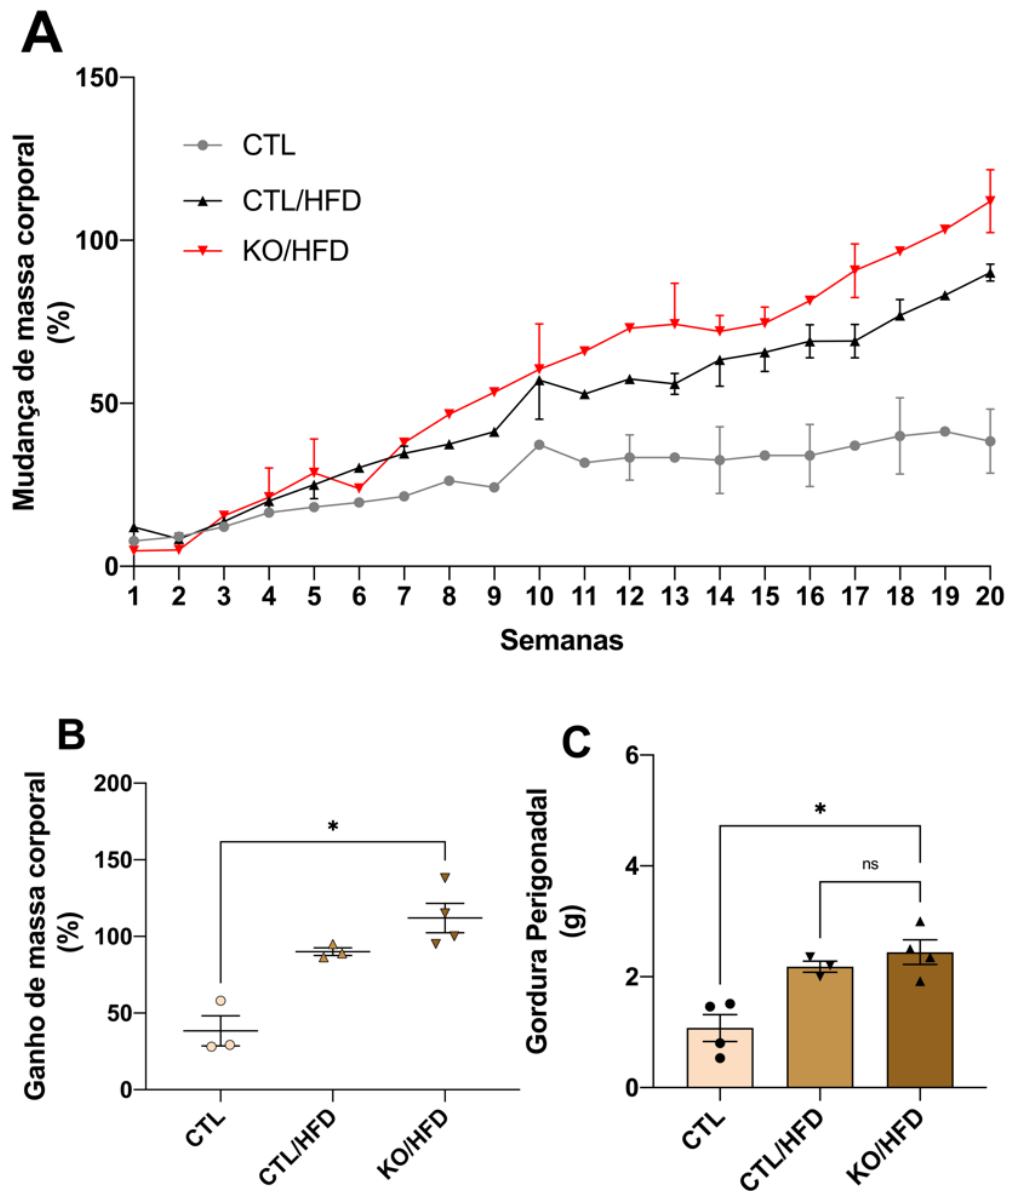 A
Mudança de massa corporal
(%)
150
100
50
0
CTL
CTL/HFD
KO/HFD
1 2 3 4 5 6 7 8 9 10 11 12 13 14 15 16 17 18 19 20
Semanas
B
Ganho de massa corporal
(%)
200
150
100
50
0
*
CTL
CTL/HFD
KO/HFD
C
Gordura Perigonadal
(g)
6
4
2
0
*
ns
CTL
CTL/HFD
KO/HFD